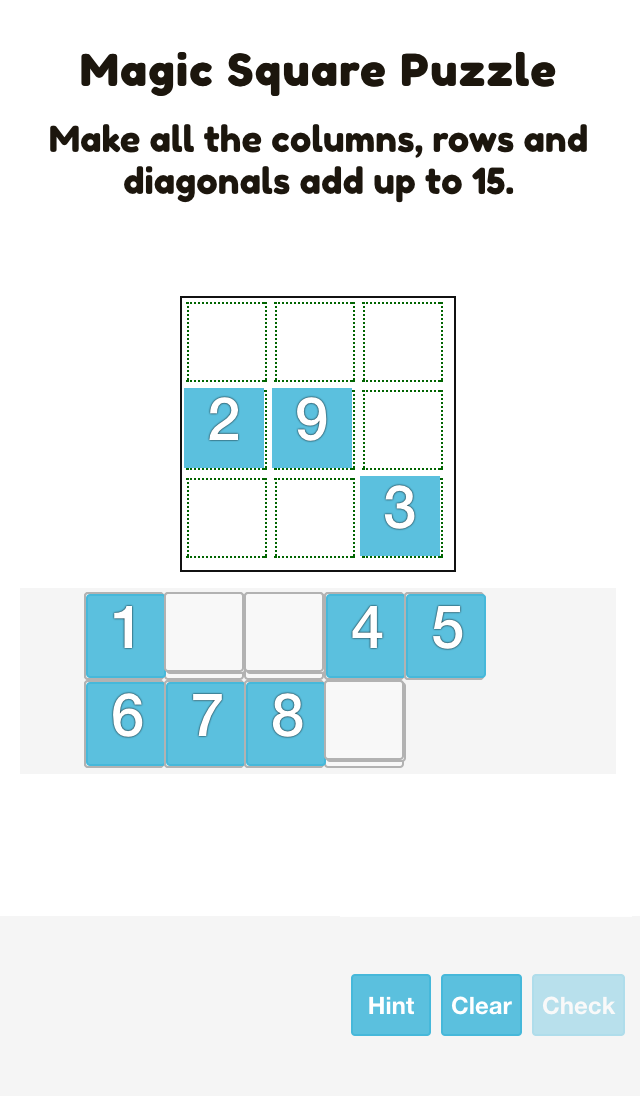 Magic Square Puzzle
Make all the columns, rows and
diagonals add up to 15.
2 9
3
1 4 5
6 7 8
Hint Clear Check